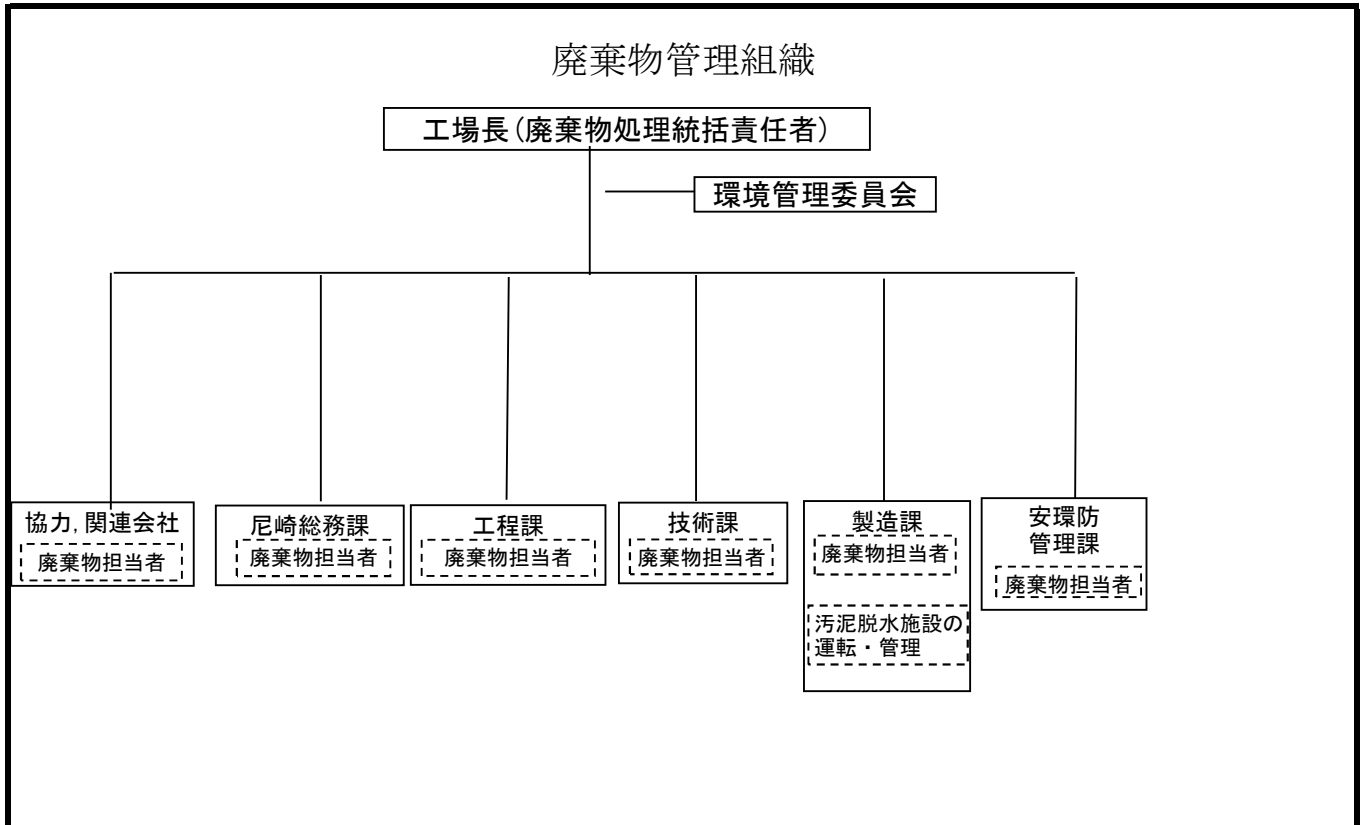 廃棄物管理組織
工場長(廃棄物処理統括責任者)
環境管理委員会
協力,関連会社
廃棄物担当者
尼崎総務課
廃棄物担当者
工程課
廃棄物担当者
技術課
廃棄物担当者
製造課
廃棄物担当者
汚泥脱水施設の
運転・管理
安環防
管理課
廃棄物担当者